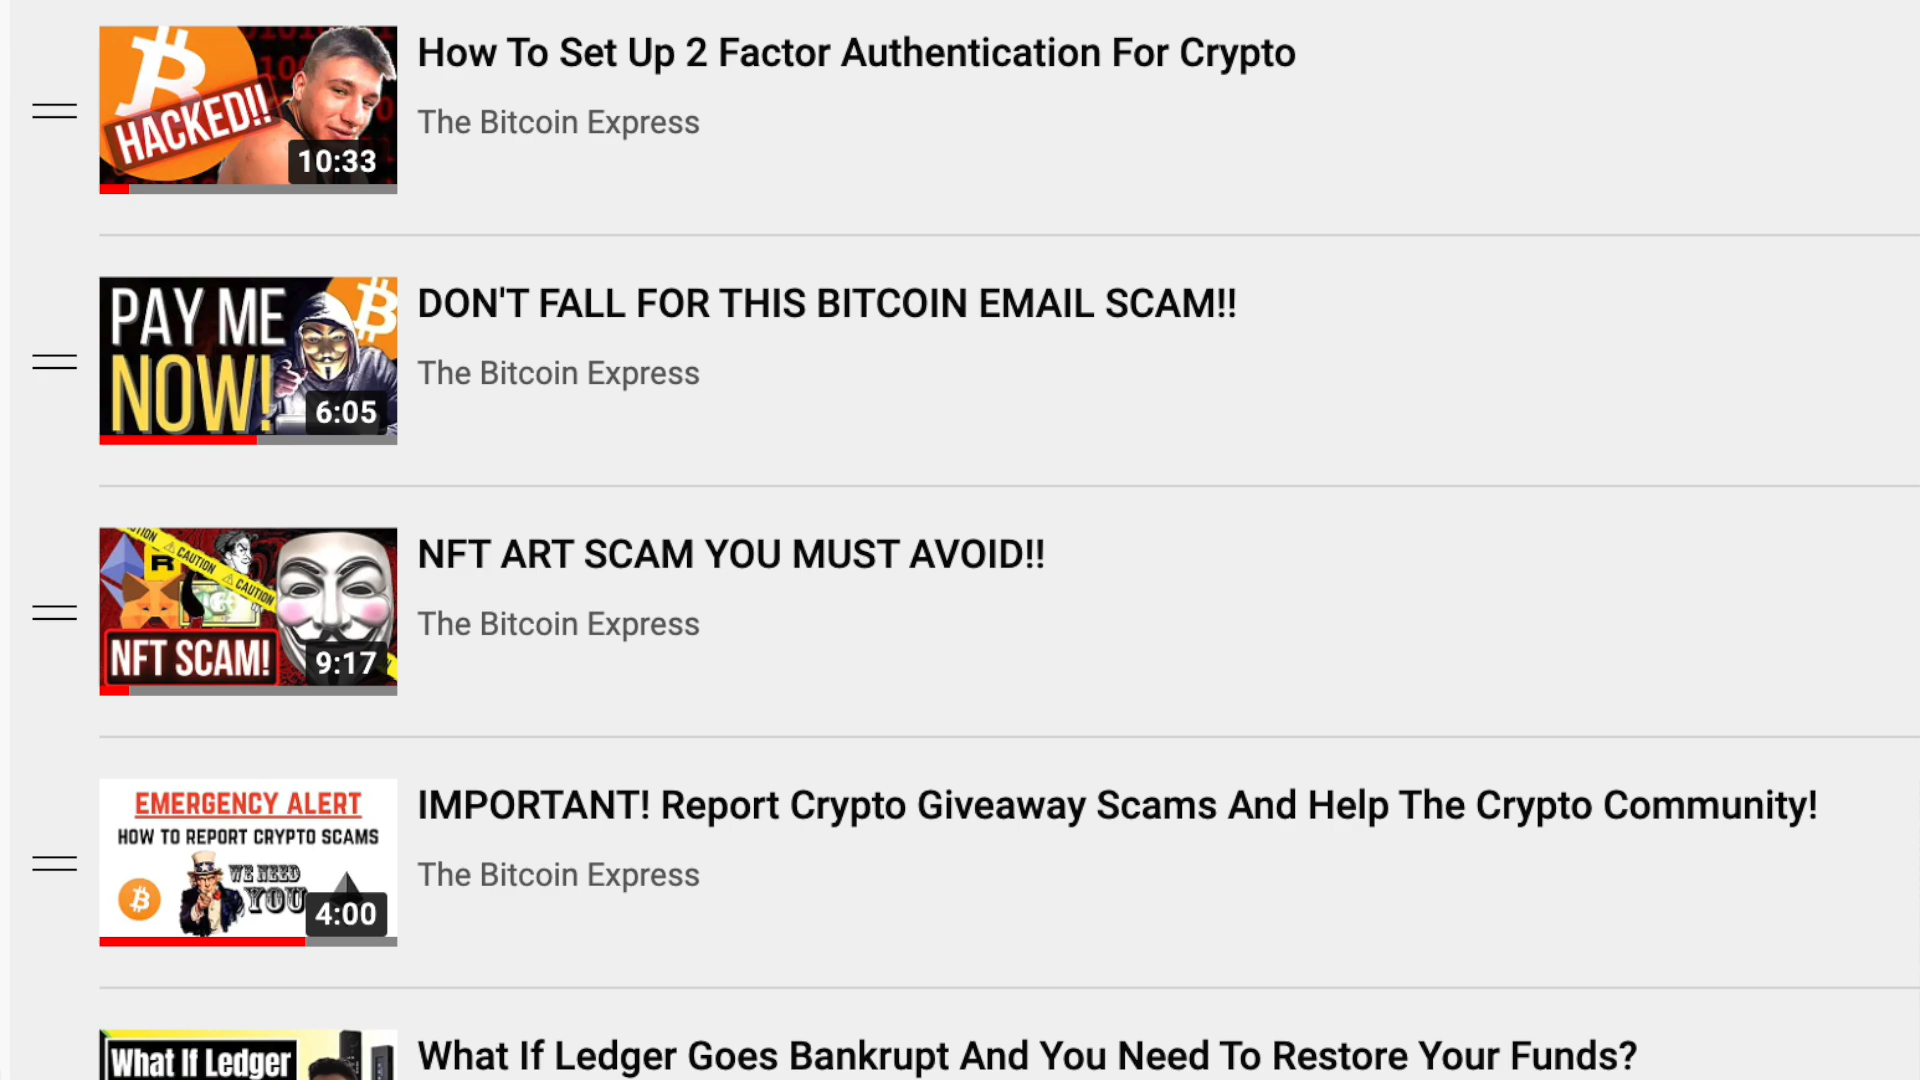 HACKED!!
10:33
How To Set Up 2 Factor Authentication For Crypto
The Bitcoin Express
PAY ME
NOW!
6:05
DON'T FALL FOR THIS BITCOIN EMAIL SCAM!!
The Bitcoin Express
CAUTION
CAUTION
R
NFT SCAM!
9:17
NFT ART SCAM YOU MUST AVOID!!
The Bitcoin Express
EMERGENCY ALERT
HOW TO REPORT CRYPTO SCAMS
WE NEED
YOU
4:00
IMPORTANT! Report Crypto Giveaway Scams And Help The Crypto Community!
The Bitcoin Express
What If Ledger
What If Ledger Goes Bankrupt And You Need To Restore Your Funds?